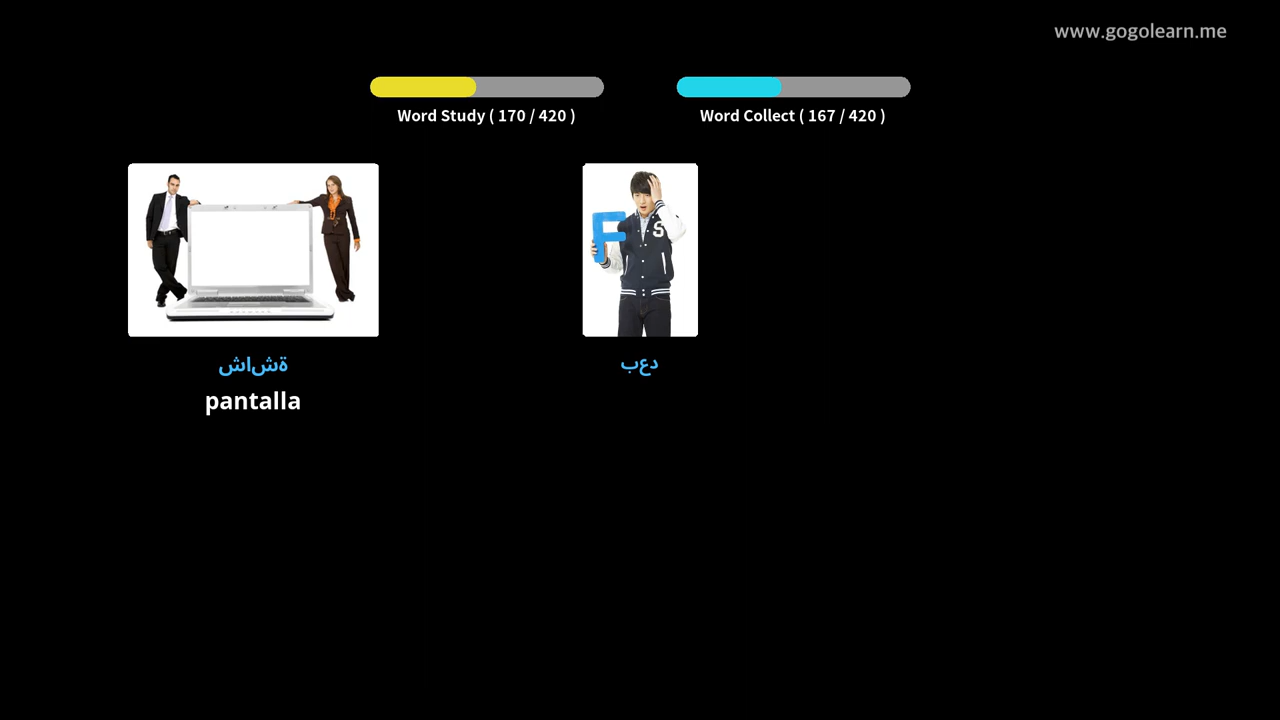 www.gogolearn.me
Word Study ( 170 / 420 )
Word Collect ( 167 / 420 )
F
S
ةشاش
دعب
pantalla